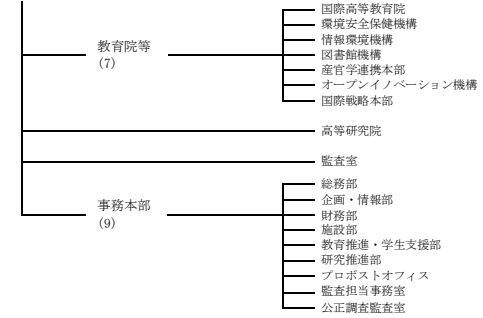 教育院等
(7)
国際高等教育院
環境安全保健機構
情報環境機構
図書館機構
産官学連携本部
オープンイノベーション機構
国際戦略本部
高等研究院
監査室
事務本部
(9)
総務部
企画・情報部
財務部
施設部
教育推進・学生支援部
研究推進部
プロボストオフィス
監査担当事務室
公正調査監査室